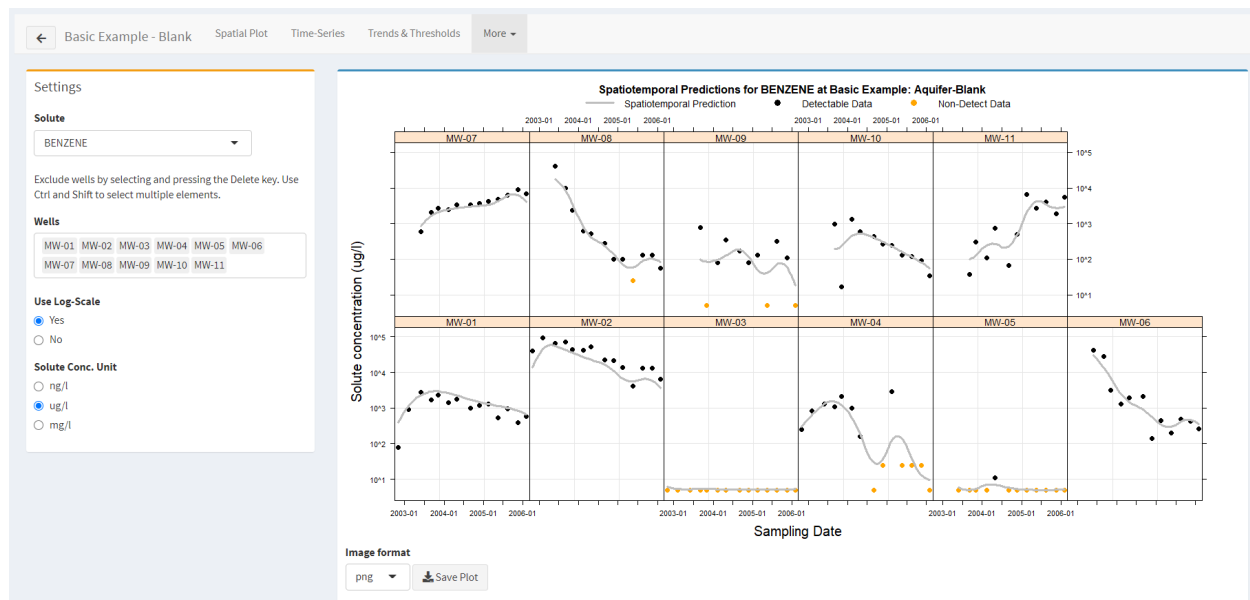 Basic Example - Blank Spatial Plot Time-Series Trends & Thresholds More
Settings
Solute
BENZENE
Exclude wells by selecting and pressing the Delete key. Use
Ctrl and Shift to select multiple elements.
Wells
MW-01 MW-02 MW-03 MW-04 MW-05 MW-06
MW-07 MW-08 MW-09 MW-10 MW-11
Use Log-Scale
Yes
No
Solute Conc. Unit
ng/l
ug/l
mg/l
Spatiotemporal Predictions for BENZENE at Basic Example: Aquifer-Blank
Spatiotemporal Prediction Detectable Data Non-Detect Data
2003-01 2004-01 2005-01 2006-01 2003-01 2004-01 2005-01 2006-01
MW-07 MW-08 MW-09 MW-10 MW-11
10^5
10^4
10^3
10^2
10^1
Solute concentration (ug/l)
MW-01 MW-02 MW-03 MW-04 MW-05 MW-06
10^5
10^4
10^3
10^2
10^1
2003-01 2004-01 2005-01 2006-01 2003-01 2004-01 2005-01 2006-01 2003-01 2004-01 2005-01 2006-01
Sampling Date
Image format
png Save Plot